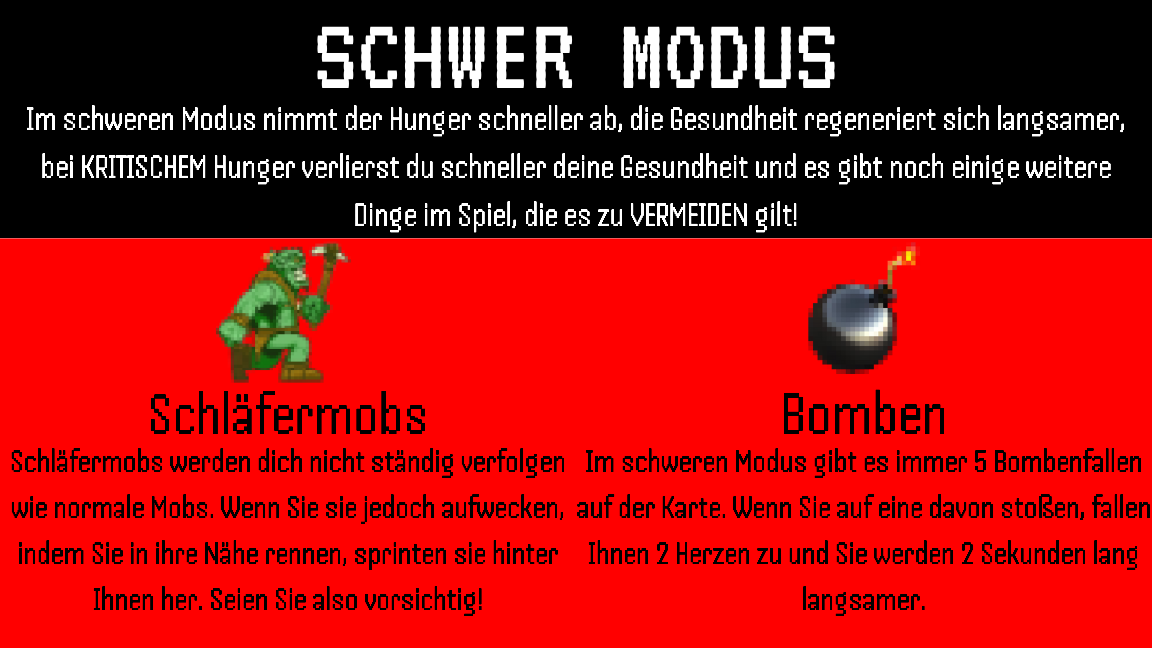 SCHWER MODUS
Im schweren Modus nimmt der Hunger schneller ab, die Gesundheit regeneriert sich langsamer,
bei KRITISCHEM Hunger verlierst du schneller deine Gesundheit und es gibt noch einige weitere
Dinge im Spiel, die es zu VERMEIDEN gilt!
Schläfermobs
Schläfermobs werden dich nicht ständig verfolgen
wie normale Mobs. Wenn Sie sie jedoch aufwecken,
indem Sie in ihre Nähe rennen, sprinten sie hinter
Ihnen her. Seien Sie also vorsichtig!
Bomben
Im schweren Modus gibt es immer 5 Bombenfallen
auf der Karte. Wenn Sie auf eine davon stoßen, fallen
Ihnen 2 Herzen zu und Sie werden 2 Sekunden lang
langsamer.